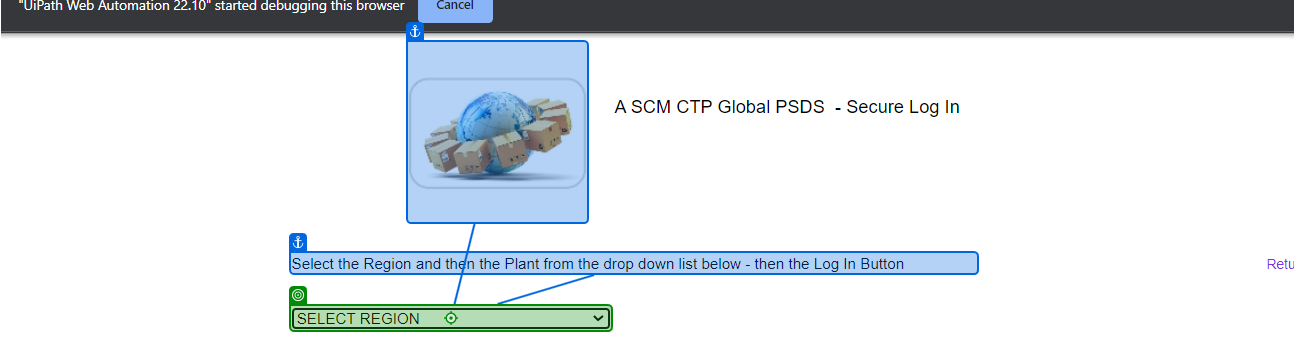 "UiPath Web Automation 22.10" started debugging this browser
Cancel
A SCM CTP Global PSDS - Secure Log In
Select the Region and then the Plant from the drop down list below - then the Log In Button
Retu
SELECT REGION